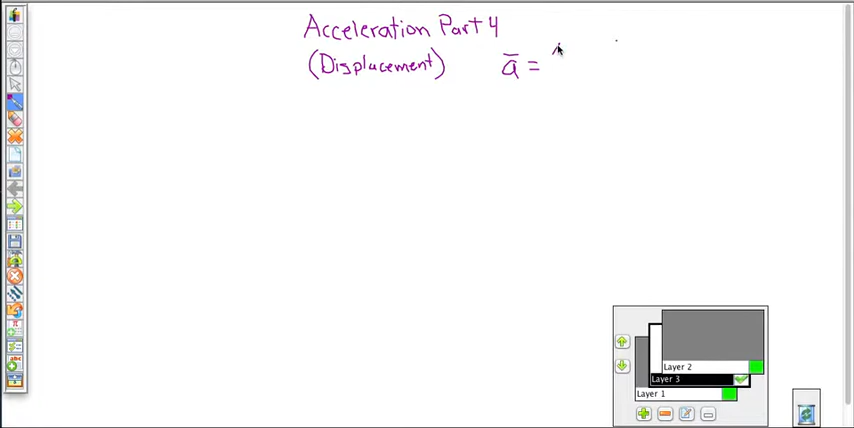 Acceleration Part 4
(Displacement) ā =
Layer 2
Layer 3
Layer 1